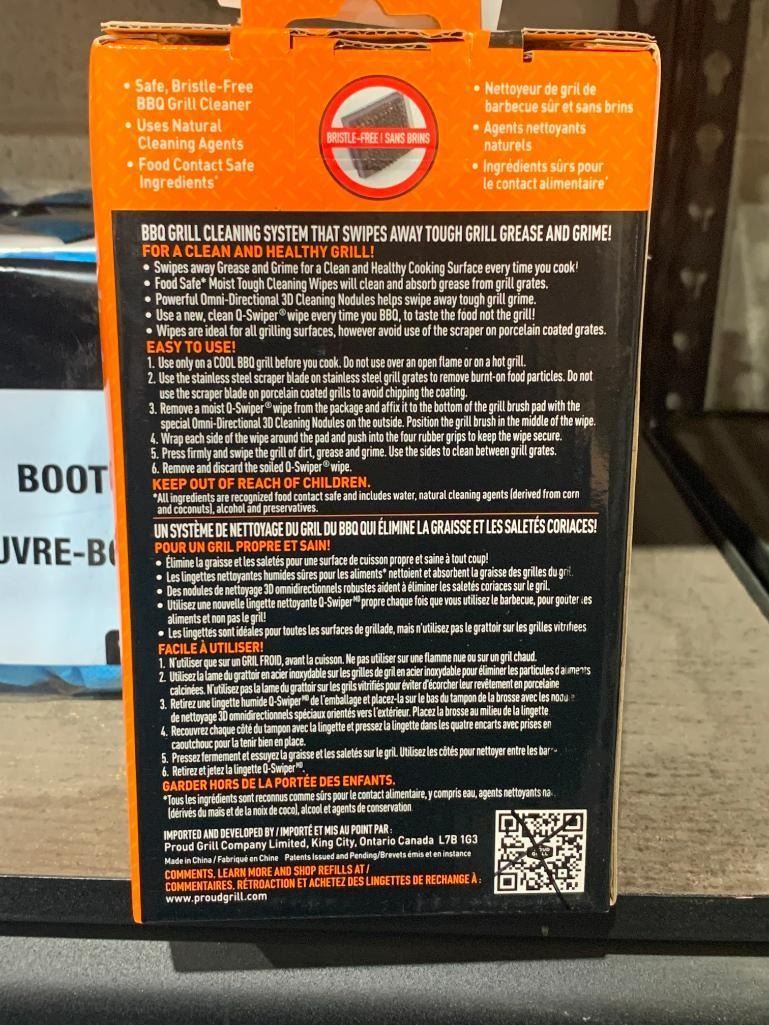 • Safe, Bristle-Free
BBQ Grill Cleaner
• Uses Natural
Cleaning Agents
• Food Contact Safe
Ingredients*
BRISTLE-FREE | SANS BRINS
• Nettoyeur de gril de
barbecue sûr et sans brins
• Agents nettoyants
naturels
• Ingrédients sûrs pour
le contact alimentaire*
BBQ GRILL CLEANING SYSTEM THAT SWIPES AWAY TOUGH GRILL GREASE AND GRIME!
FOR A CLEAN AND HEALTHY GRILL!
• Swipes away Grease and Grime for a Clean and Healthy Cooking Surface every time you cook!
• Food Safe* Moist Tough Cleaning Wipes will clean and absorb grease from grill grates.
• Powerful Omni-Directional 3D Cleaning Nodules helps swipe away tough grill grime.
• Use a new, clean Q-Swiper® wipe every time you BBQ, to taste the food not the grill!
• Wipes are ideal for all grilling surfaces, however avoid use of the scraper on porcelain coated grates.
EASY TO USE!
1. Use only on a COOL BBQ grill before you cook. Do not use over an open flame or on a hot grill.
2. Use the stainless steel scraper blade on stainless steel grill grates to remove burnt-on food particles. Do not
use the scraper blade on porcelain coated grills to avoid chipping the coating.
3. Remove a moist Q-Swiper® wipe from the package and affix it to the bottom of the grill brush pad with the
special Omni-Directional 3D Cleaning Nodules on the outside. Position the grill brush in the middle of the wipe.
4. Wrap each side of the wipe around the pad and push into the four rubber grips to keep the wipe secure.
5. Press firmly and swipe the grill of dirt, grease and grime. Use the sides to clean between grill grates.
6. Remove and discard the soiled Q-Swiper® wipe.
KEEP OUT OF REACH OF CHILDREN.
*All ingredients are recognized food contact safe and includes water, natural cleaning agents (derived from corn
and coconuts), alcohol and preservatives.
UN SYSTÈME DE NETTOYAGE DU GRIL DU BBQ QUI ÉLIMINE LA GRAISSE ET LES SALETÉS CORIACES!
POUR UN GRIL PROPRE ET SAIN!
• Élimine la graisse et les saletés pour une surface de cuisson propre et saine à tout coup!
• Les lingettes nettoyantes humides sûres pour les aliments* nettoient et absorbent la graisse des grilles du gril.
• Des nodules de nettoyage 3D omnidirectionnels robustes aident à éliminer les saletés coriaces sur le gril.
• Utilisez une nouvelle lingette nettoyante Q-Swiper MD propre chaque fois que vous utilisez le barbecue, pour goûter les
aliments et non pas le gril!
• Les lingettes sont idéales pour toutes les surfaces de grillade, mais n'utilisez pas le grattoir sur les grilles vitrifiées
FACILE À UTILISER!
1. N'utiliser que sur un GRIL FROID, avant la cuisson. Ne pas utiliser sur une flamme nue ou sur un gril chaud.
2. Utilisez la lame du grattoir en acier inoxydable sur les grilles de gril en acier inoxydable pour éliminer les particules d'aliments
calcinées. N'utilisez pas la lame du grattoir sur les grils vitrifiés pour éviter d'écorcher leur revêtement en porcelaine
3. Retirez une lingette humide Q-Swiper MD de l'emballage et placez-la sur le bas du tampon de la brosse avec les
de nettoyage 3D omnidirectionnels spéciaux orientés vers l'extérieur. Placez la brosse au milieu de la lingette
4. Recouvrez chaque côté du tampon avec la lingette et pressez la lingette dans les quatre encarts avec prises en
caoutchouc pour la tenir bien en place.
5. Pressez fermement et essuyez la graisse et les saletés sur le gril. Utilisez les côtés pour nettoyer entre les
6. Retirez et jetez la lingette Q-Swiper MD.
GARDER HORS DE LA PORTÉE DES ENFANTS.
*Tous les ingrédients sont reconnus comme sûrs pour le contact alimentaire, y compris eau, agents nettoyants
(dérivés du maïs et de la noix de coco), alcool et agents de conservation
IMPORTED AND DEVELOPED BY / IMPORTÉ ET MIS AU POINT PAR :
Proud Grill Company Limited, King City, Ontario Canada L7B 1G3
Made in China / Fabriqué en Chine Patents Issued and Pending/Brevets émis et en instance
COMMENTS, LEARN MORE AND SHOP REFILLS AT /
COMMENTAIRES, RÉTROACTION ET ACHETEZ DES LINGETTES DE RECHANGE À :
www.proudgrill.com
PROUD
GRILL
BOOT